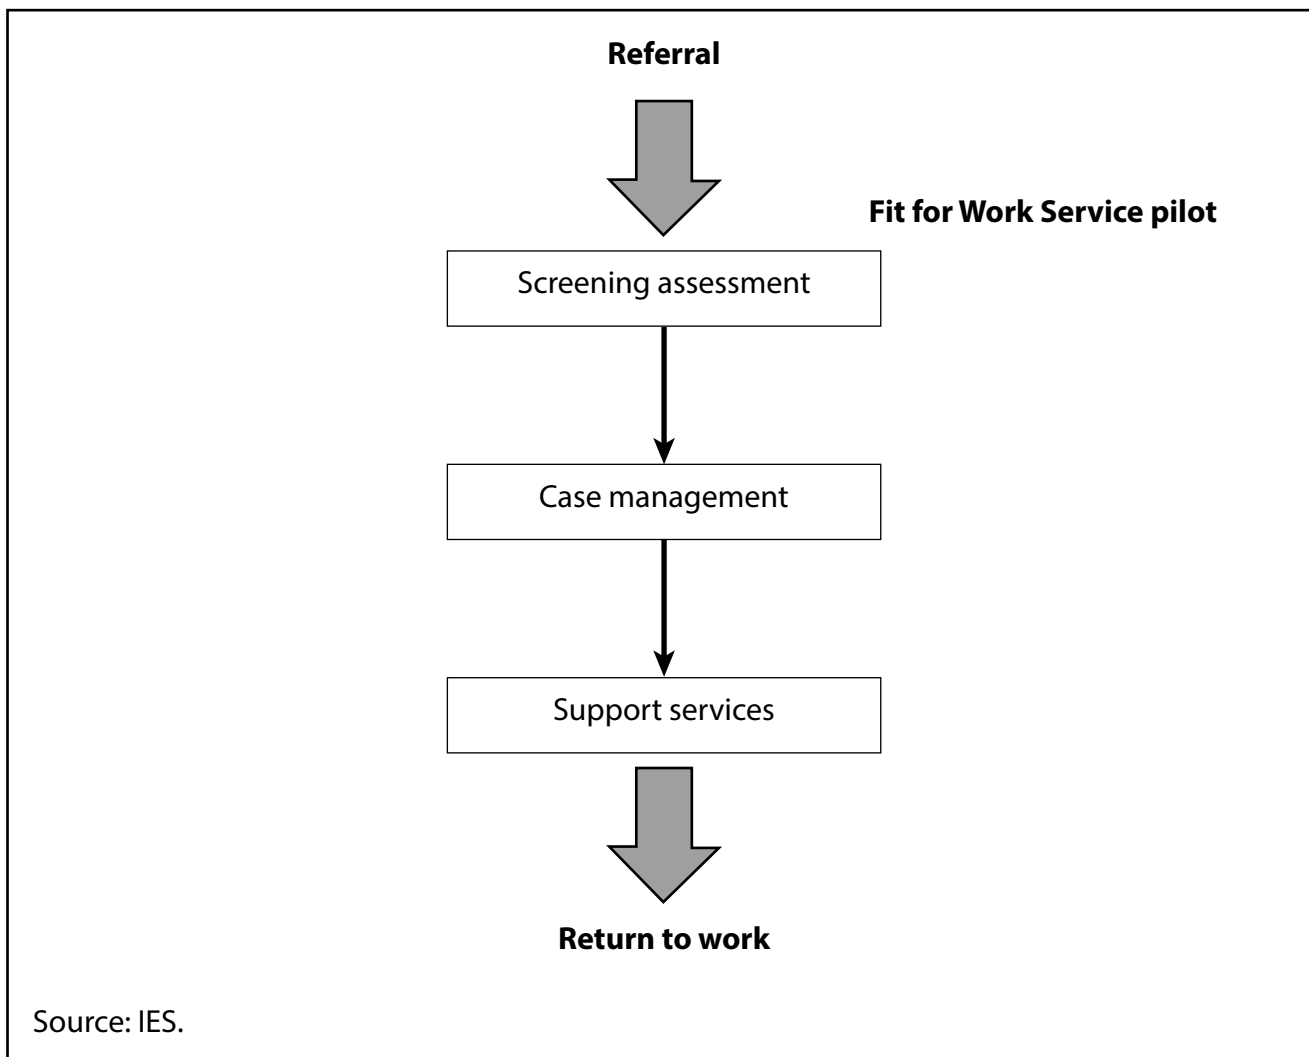 Referral
Fit for Work Service pilot
Screening assessment
Case management
Support services
Return to work
Source: IES.